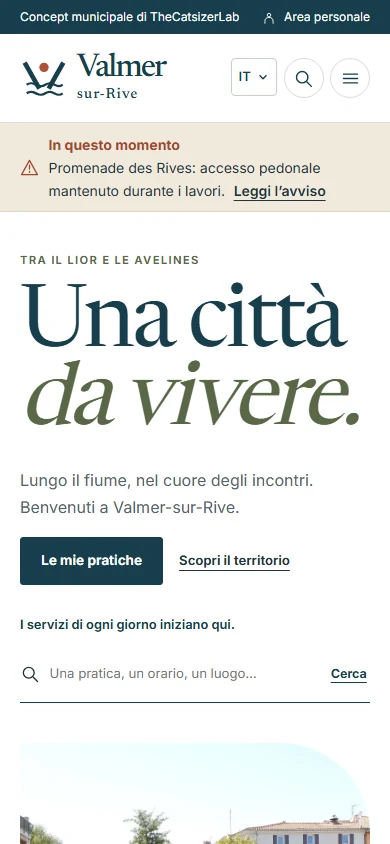 Concept municipale di TheCatsizerLab
Area personale
Valmer
sur-Rive
IT
In questo momento
Promenade des Rives: accesso pedonale
mantenuto durante i lavori. Leggi l’avviso
TRA IL LIOR E LE AVELINES
Una città
da vivere.
Lungo il fiume, nel cuore degli incontri.
Benvenuti a Valmer-sur-Rive.
Le mie pratiche
Scopri il territorio
I servizi di ogni giorno iniziano qui.
Una pratica, un orario, un luogo...
Cerca